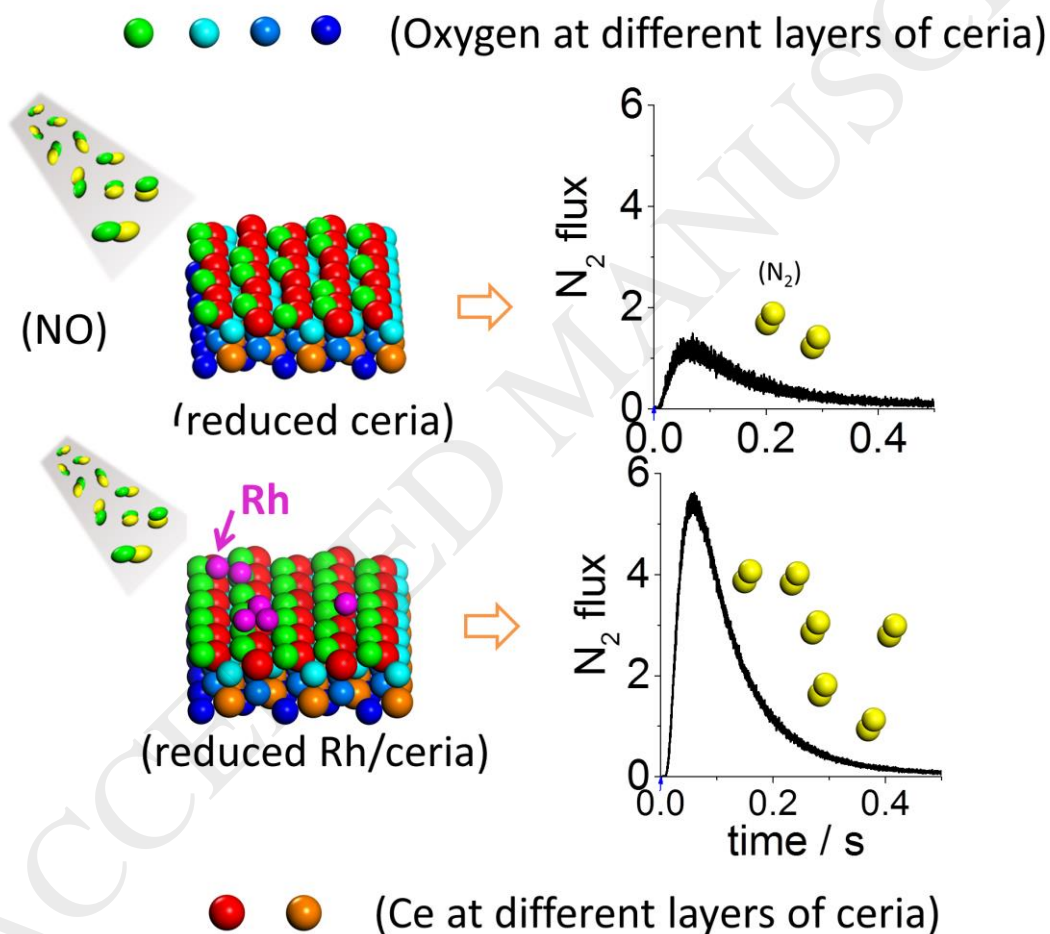 (Oxygen at different layers of ceria)
6
4
2
0
N2 flux
(N2)
0.0 0.2 0.4
(NO)
(reduced ceria)
Rh
6
4
2
0
N2 flux
0.0 0.2 0.4
time / s
(reduced Rh/ceria)
(Ce at different layers of ceria)
ACCEPTED MANUSC